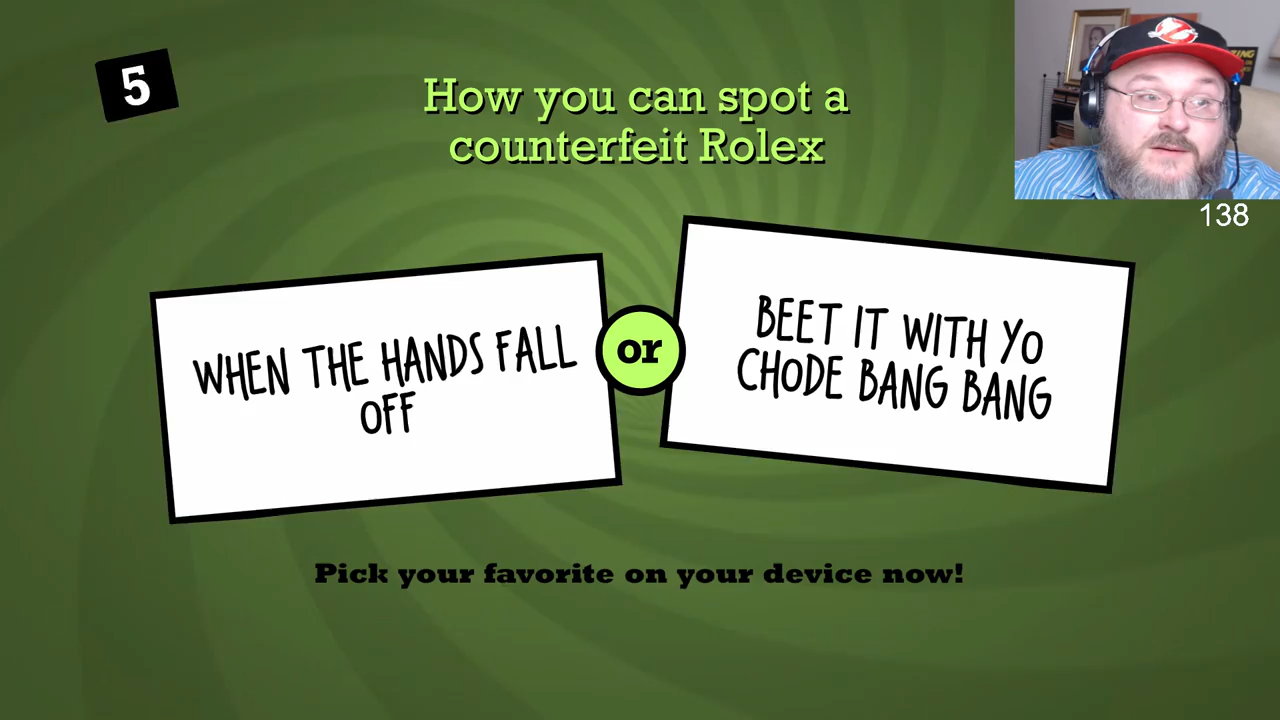 5
How you can spot a
counterfeit Rolex
138
WHEN THE HANDS FALL
OFF
or
BEET IT WITH YO
CHODE BANG BANG
Pick your favorite on your device now!